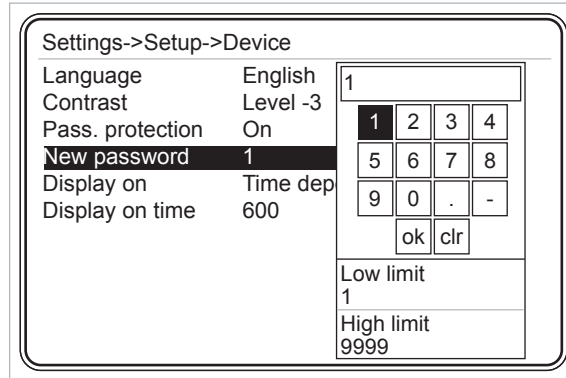 Settings->Setup->Device
Language English
Contrast Level -3
Pass. protection On
New password 1
Display on Time dep
Display on time 600
1
1 2 3 4
5 6 7 8
9 0 . -
ok clr
Low limit
1
High limit
9999